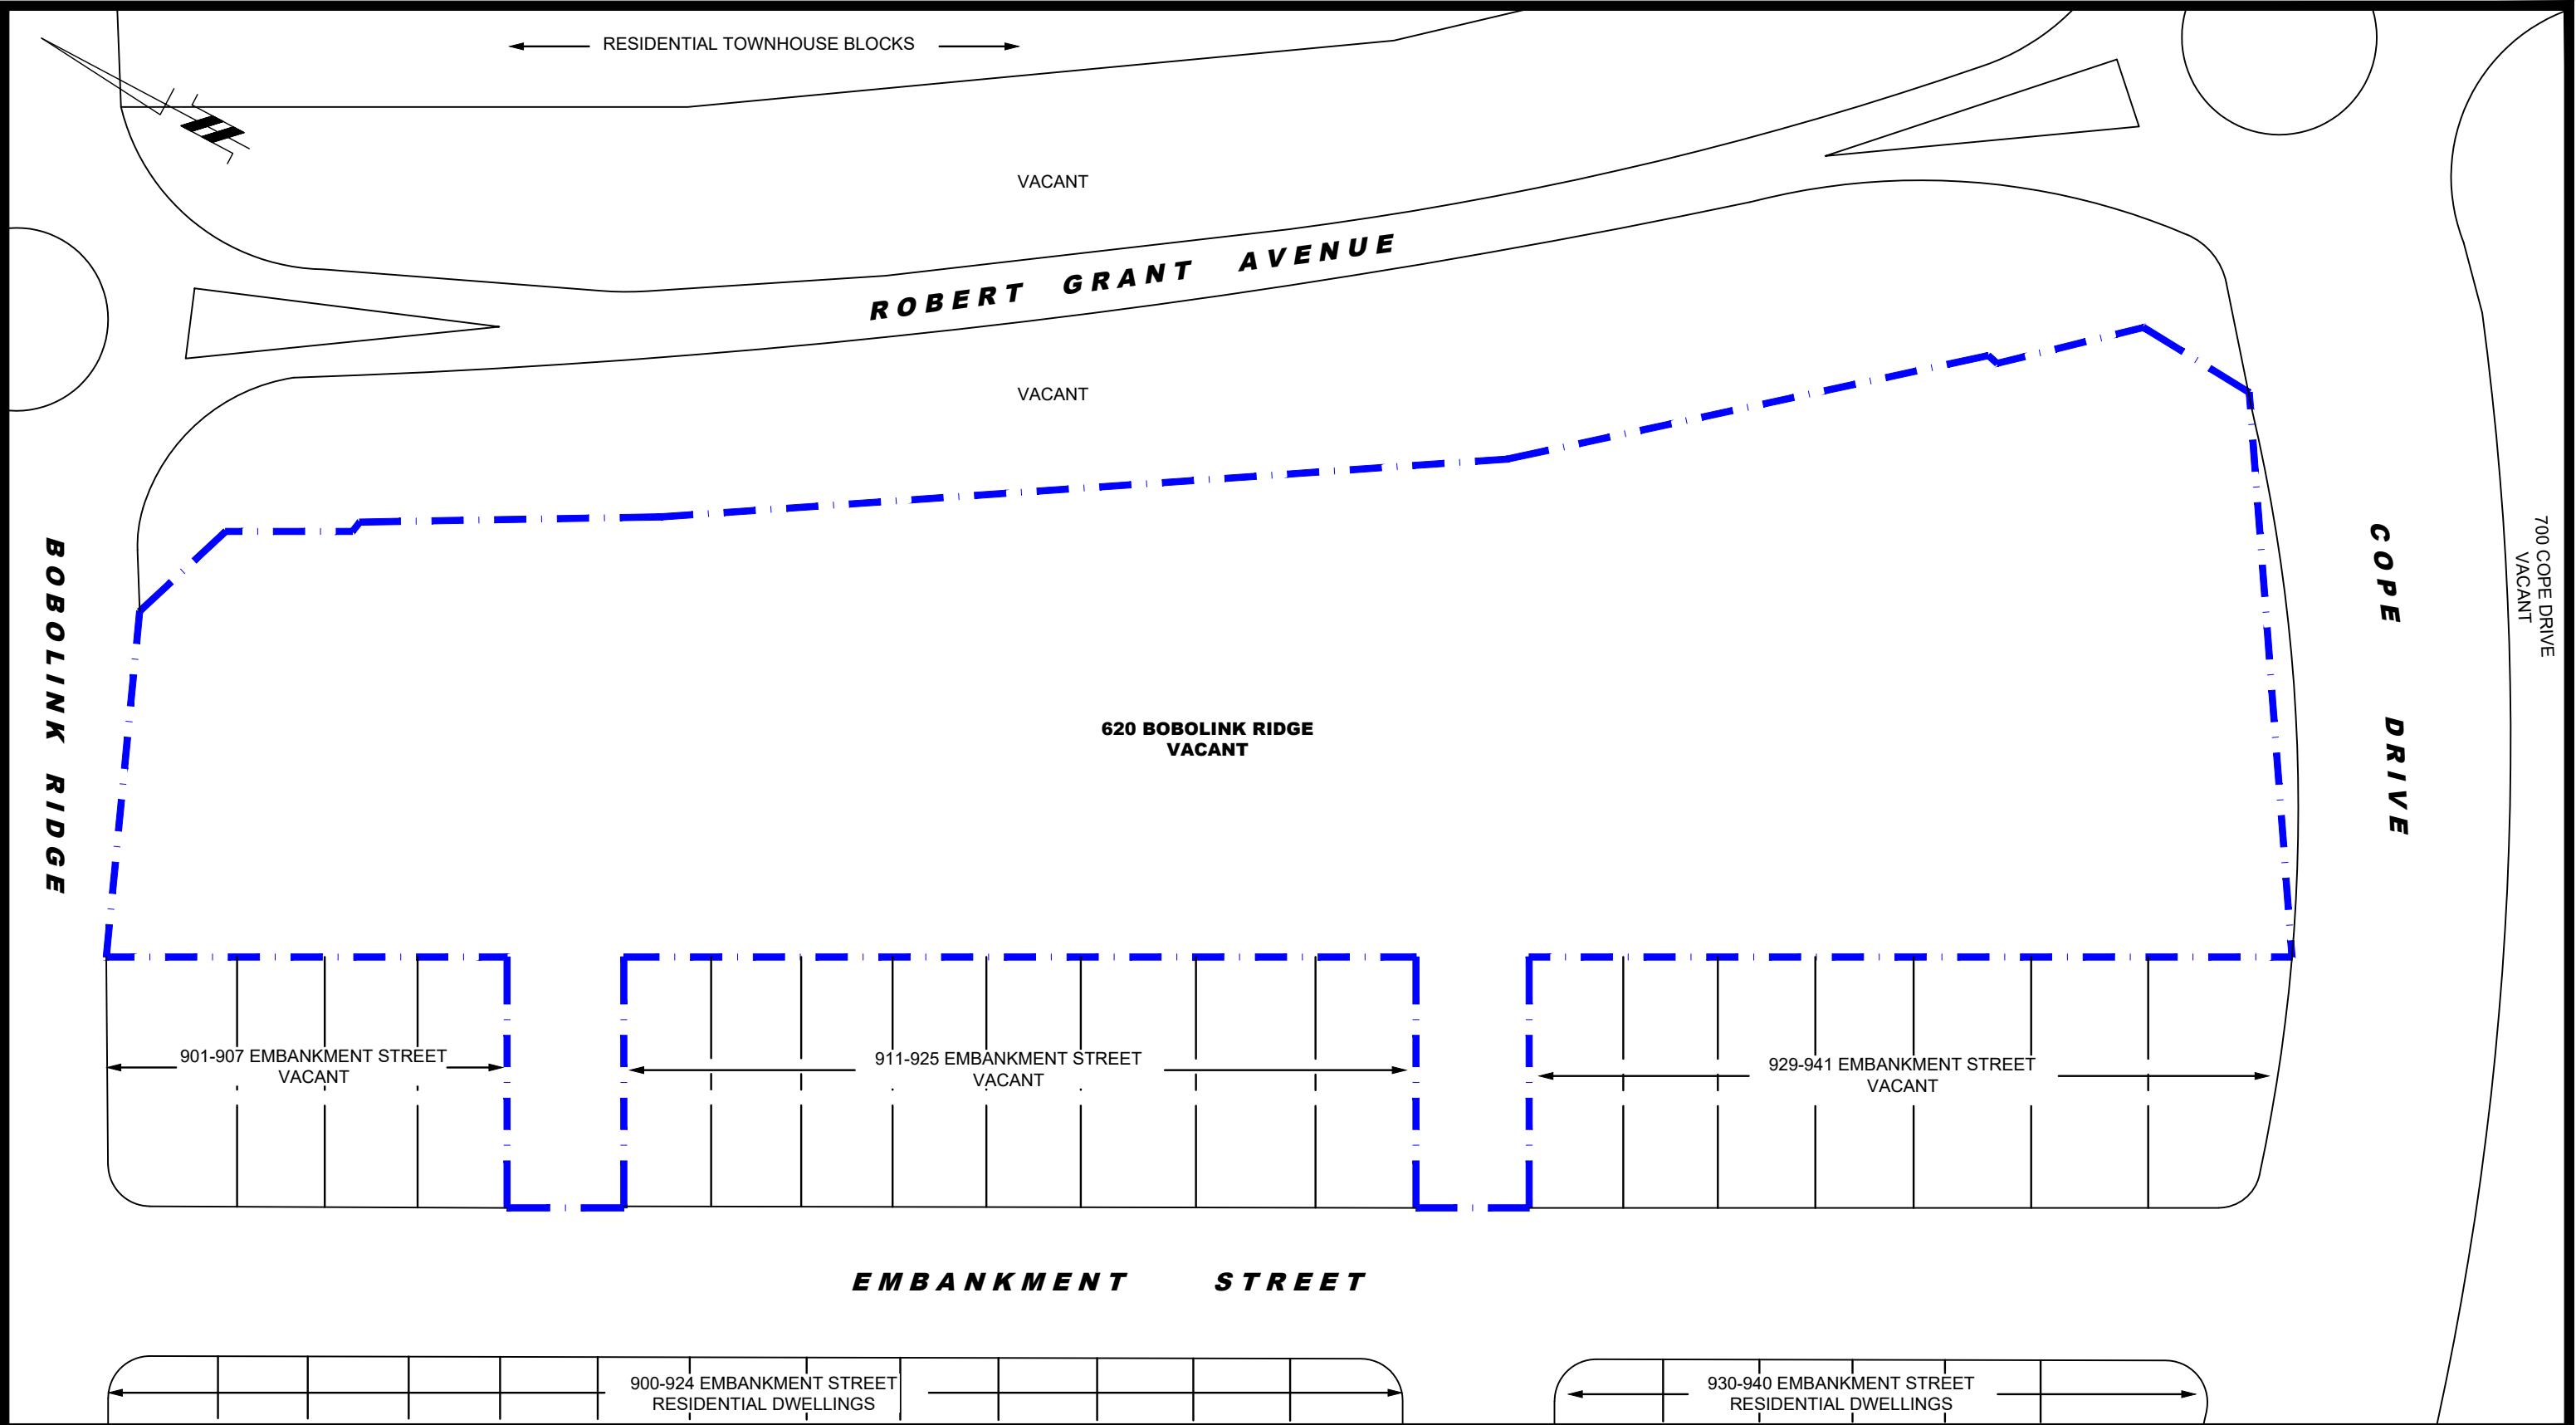 RESIDENTIAL TOWNHOUSE BLOCKS
VACANT
ROBERT GRANT AVENUE
VACANT
BOBOLINK RIDGE
COPE DRIVE
700 COPE DRIVE
VACANT
620 BOBOLINK RIDGE
VACANT
901-907 EMBANKMENT STREET
VACANT
911-925 EMBANKMENT STREET
VACANT
929-941 EMBANKMENT STREET
VACANT
EMBANKMENT STREET
900-924 EMBANKMENT STREET
RESIDENTIAL DWELLINGS
930-940 EMBANKMENT STREET
RESIDENTIAL DWELLINGS